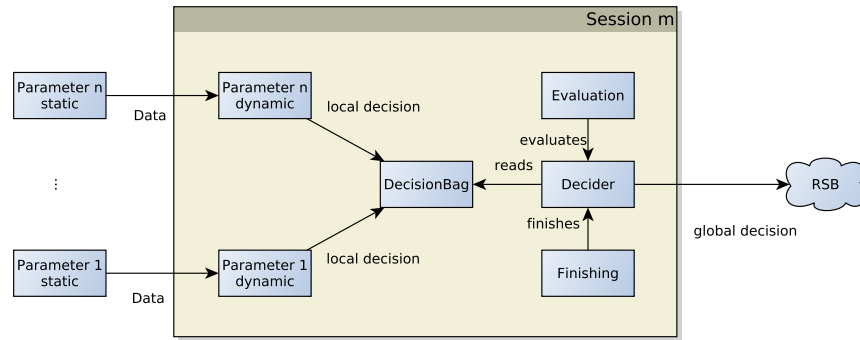 Session m
Parameter n
static
Data
Parameter n
dynamic
local decision
Evaluation
evaluates
...
DecisionBag
reads
Decider
RSB
global decision
finishes
Parameter 1
static
Data
Parameter 1
dynamic
local decision
Finishing